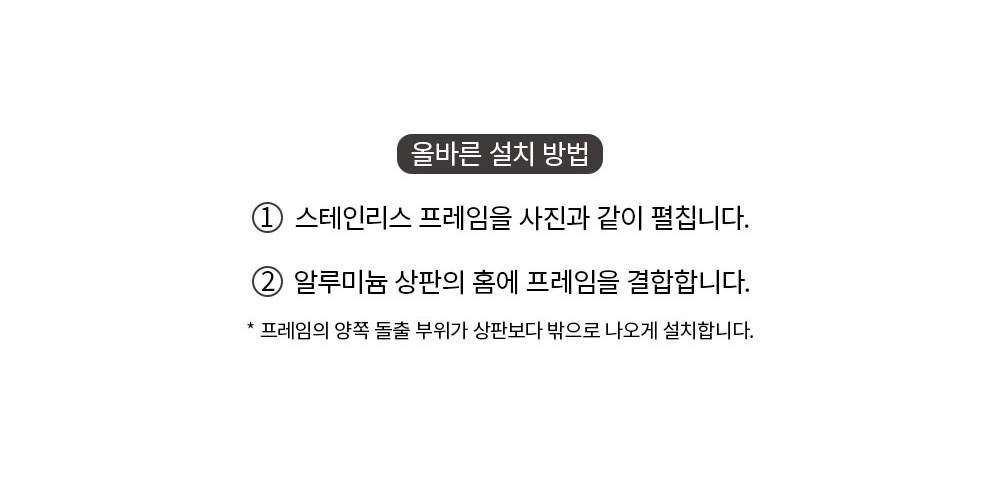 올바른 설치 방법
① 스테인리스 프레임을 사진과 같이 펼칩니다.
② 알루미늄 상판의 홈에 프레임을 결합합니다.
* 프레임의 양쪽 돌출 부위가 상판보다 밖으로 나오게 설치합니다.